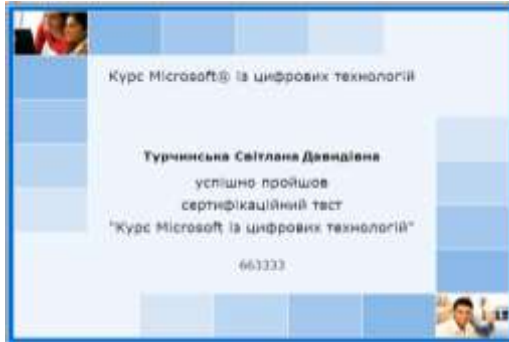 Курс Microsoft® із цифрових технологій
Турчинська Світлана Давидівна
успішно пройшов
сертифікаційний тест
"Курс Microsoft із цифрових технологій"
663333